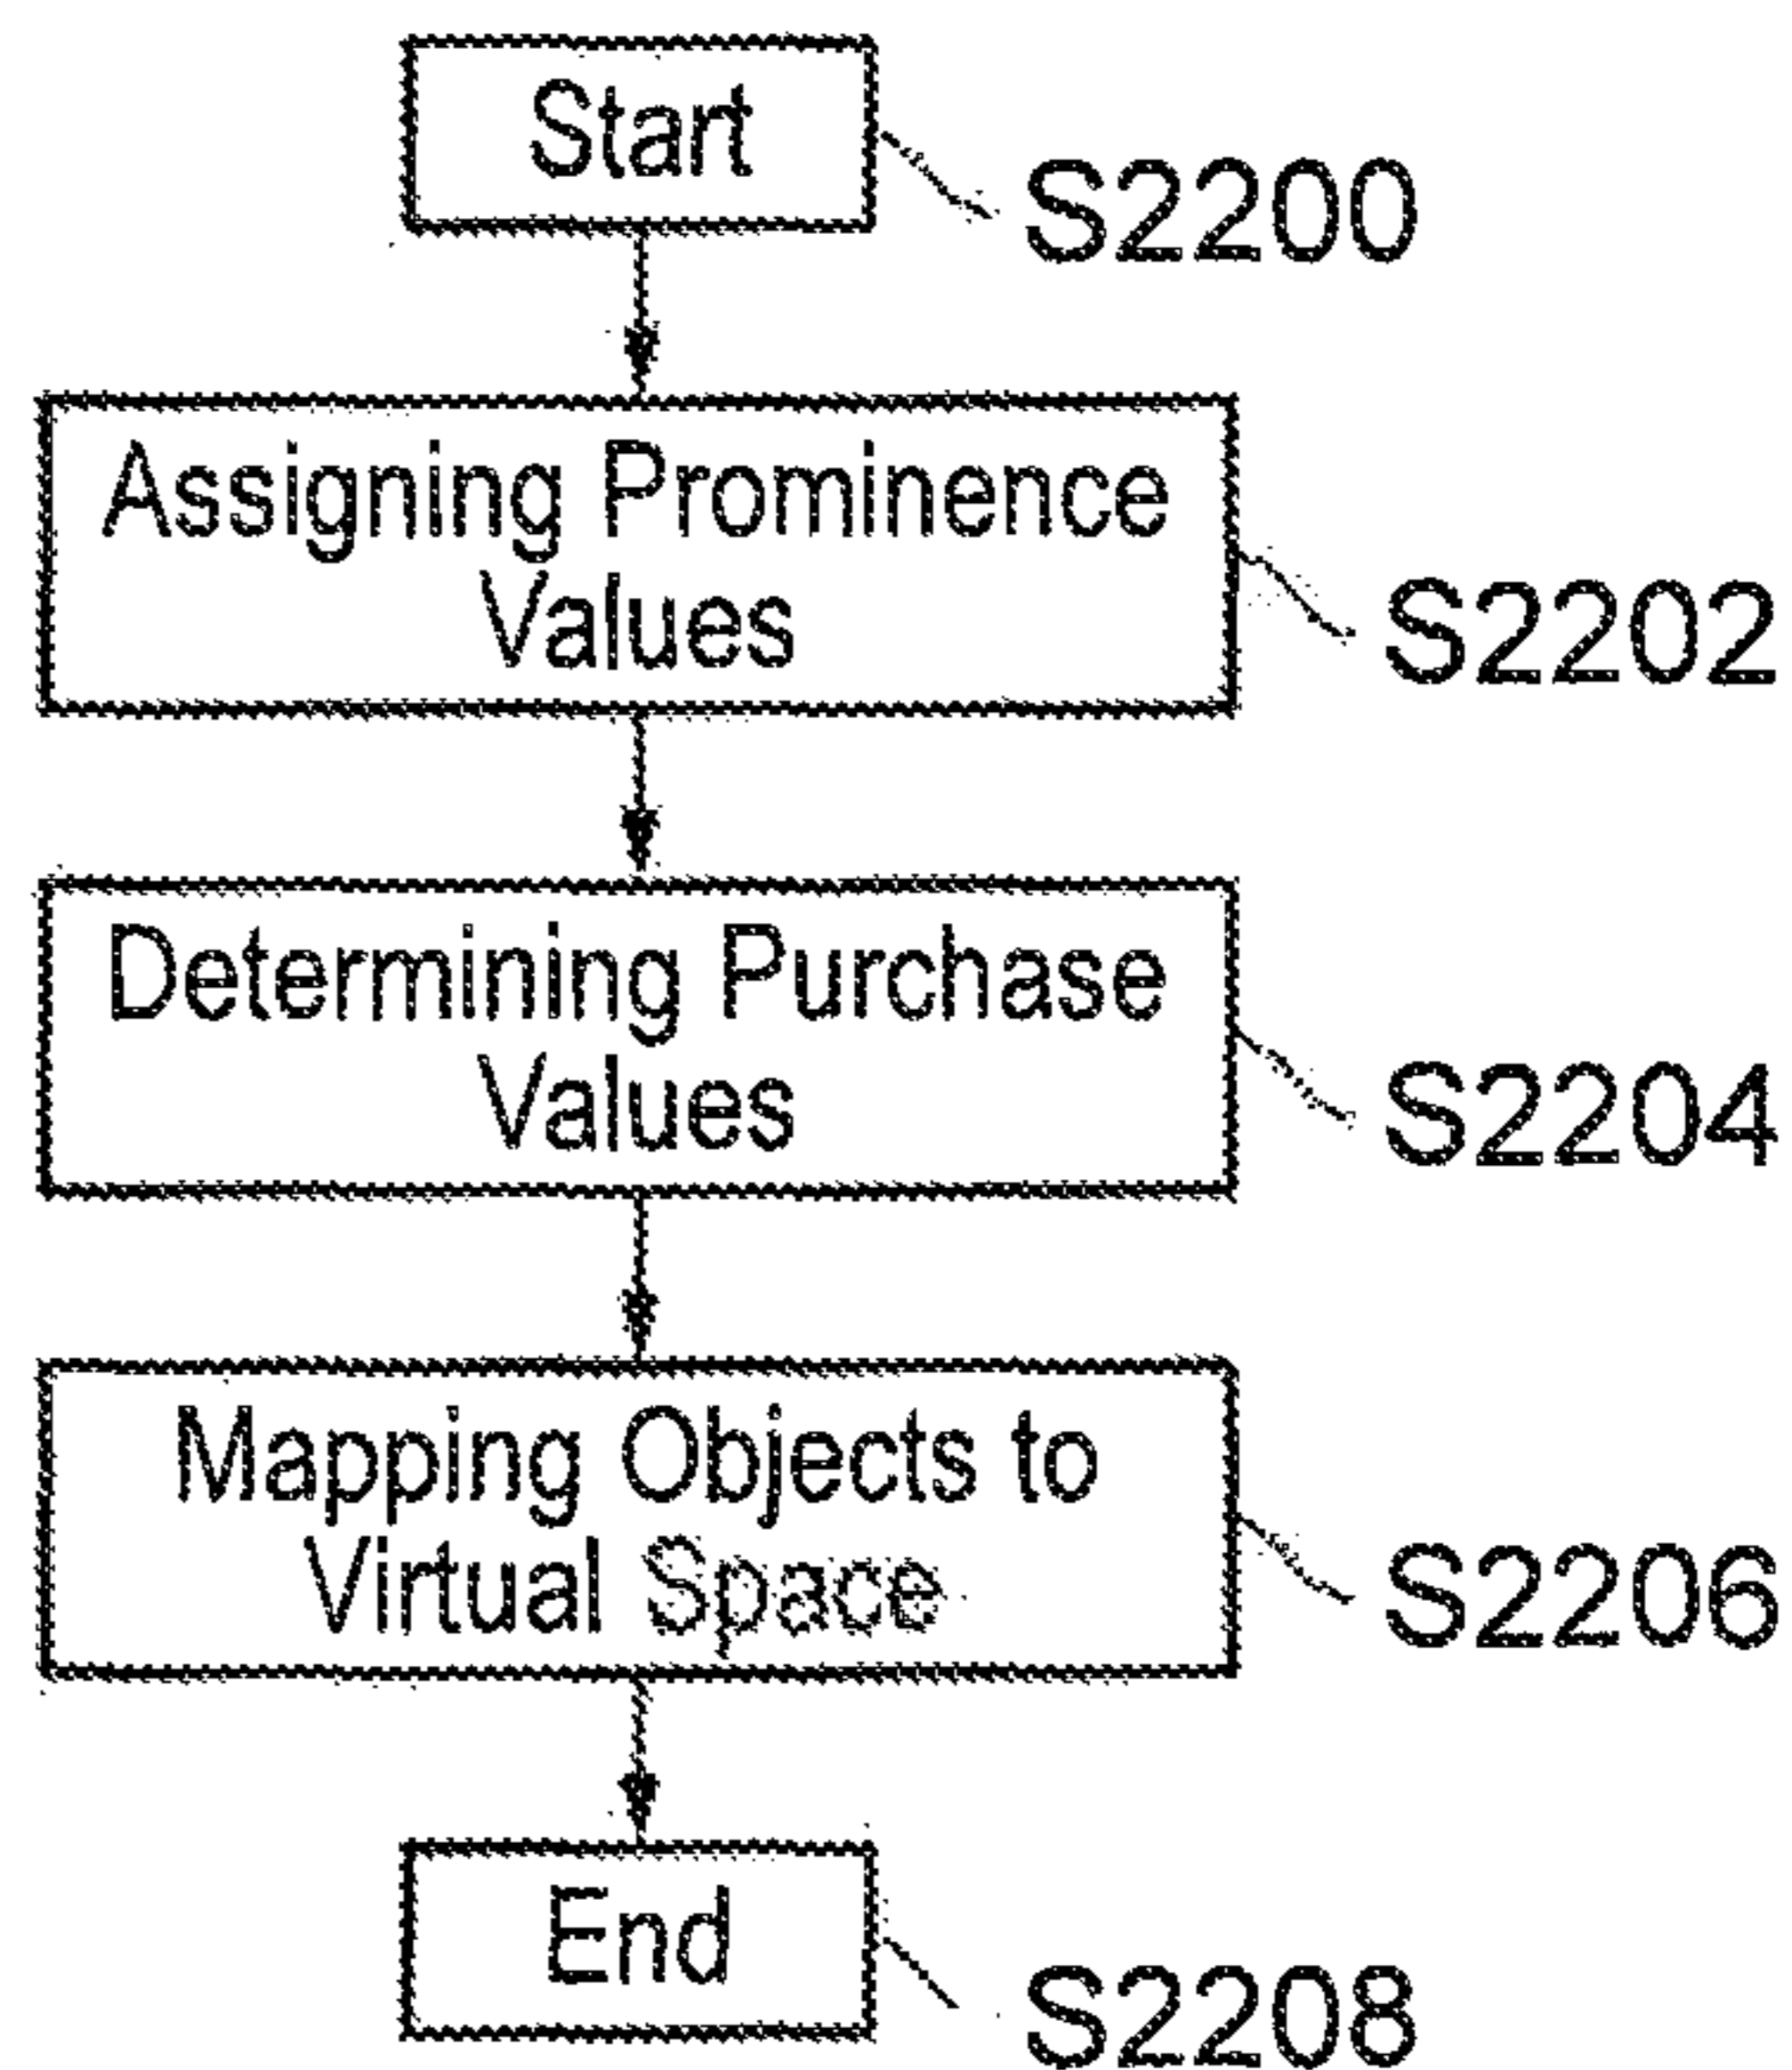 Start
S2200
Assigning Prominence
Values
S2202
Determining Purchase
Values
S2204
Mapping Objects to
Virtual Space
S2206
End
S2208